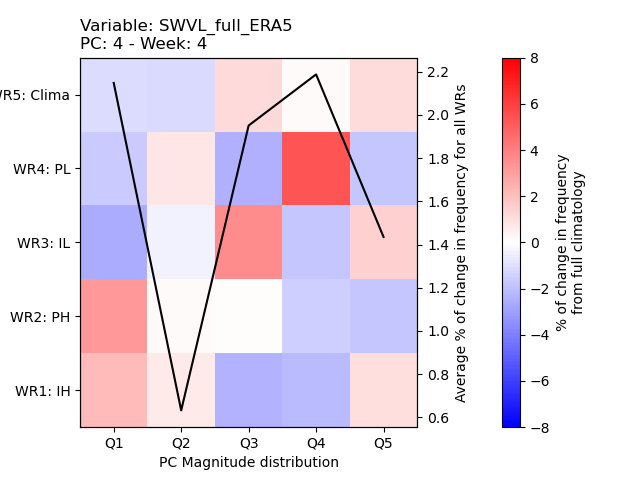 Variable: SWVL_full_ERA5
PC: 4 - Week: 4
WR5: Clima
WR4: PL
WR3: IL
WR2: PH
WR1: IH
Q1
Q2
Q3
Q4
Q5
PC Magnitude distribution
2.2
2.0
1.8
1.6
1.4
1.2
1.0
0.8
0.6
Average % of change in frequency for all WRs
8
6
4
2
0
−2
−4
−6
−8
% of change in frequency
from full climatology